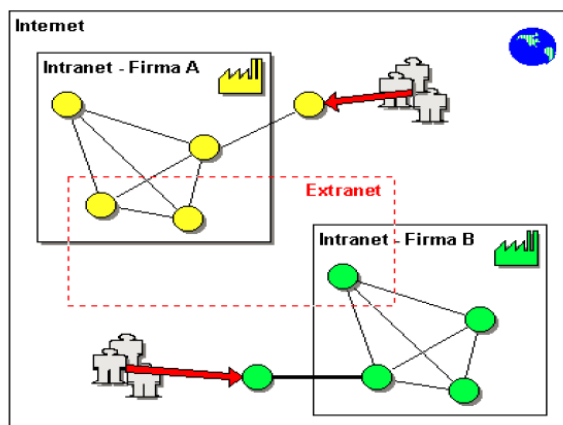 Internet
Intranet - Firma A
Extranet
Intranet - Firma B